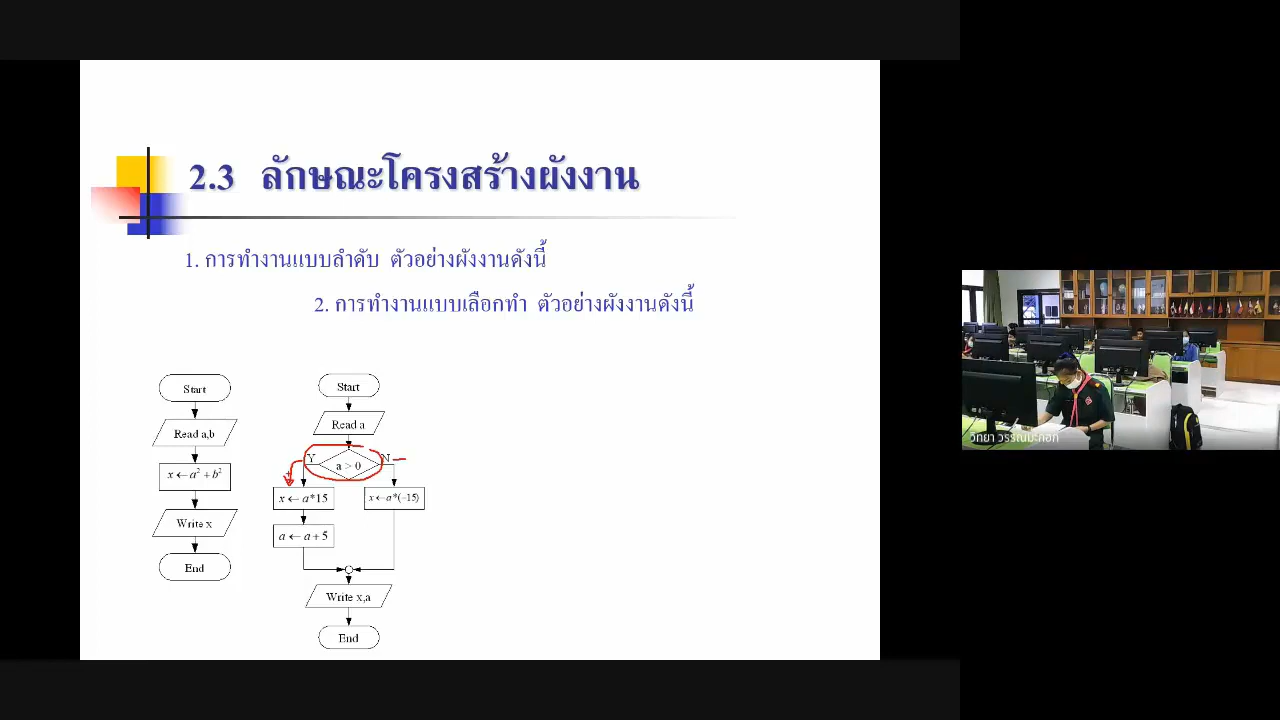 2.3 ลักษณะโครงสร้างผังงาน
1. การทำงานแบบลำดับ ตัวอย่างผังงานดังนี้
2. การทำงานแบบเลือกทำ ตัวอย่างผังงานดังนี้
Start
Read a,b
x ← a² + b²
Write x
End
Start
Read a
a > 0
Y
N
x ← a*15
x ← a*(−15)
a ← a + 5
Write x,a
End
วิทยา วรรณมะกอก